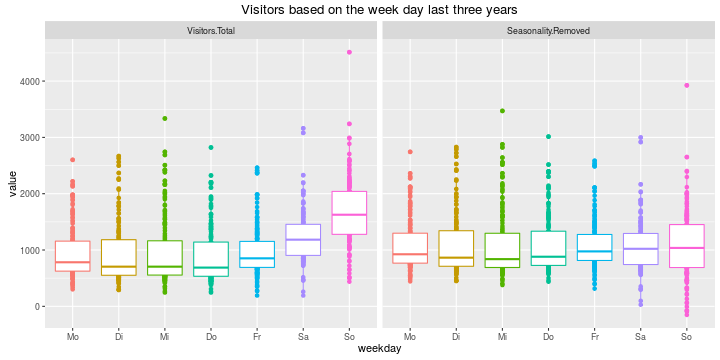 Visitors based on the week day last three years
Visitors.Total
Seasonality.Removed
value
4000
3000
2000
1000
0
Mo Di Mi Do Fr Sa So
Mo Di Mi Do Fr Sa So
weekday